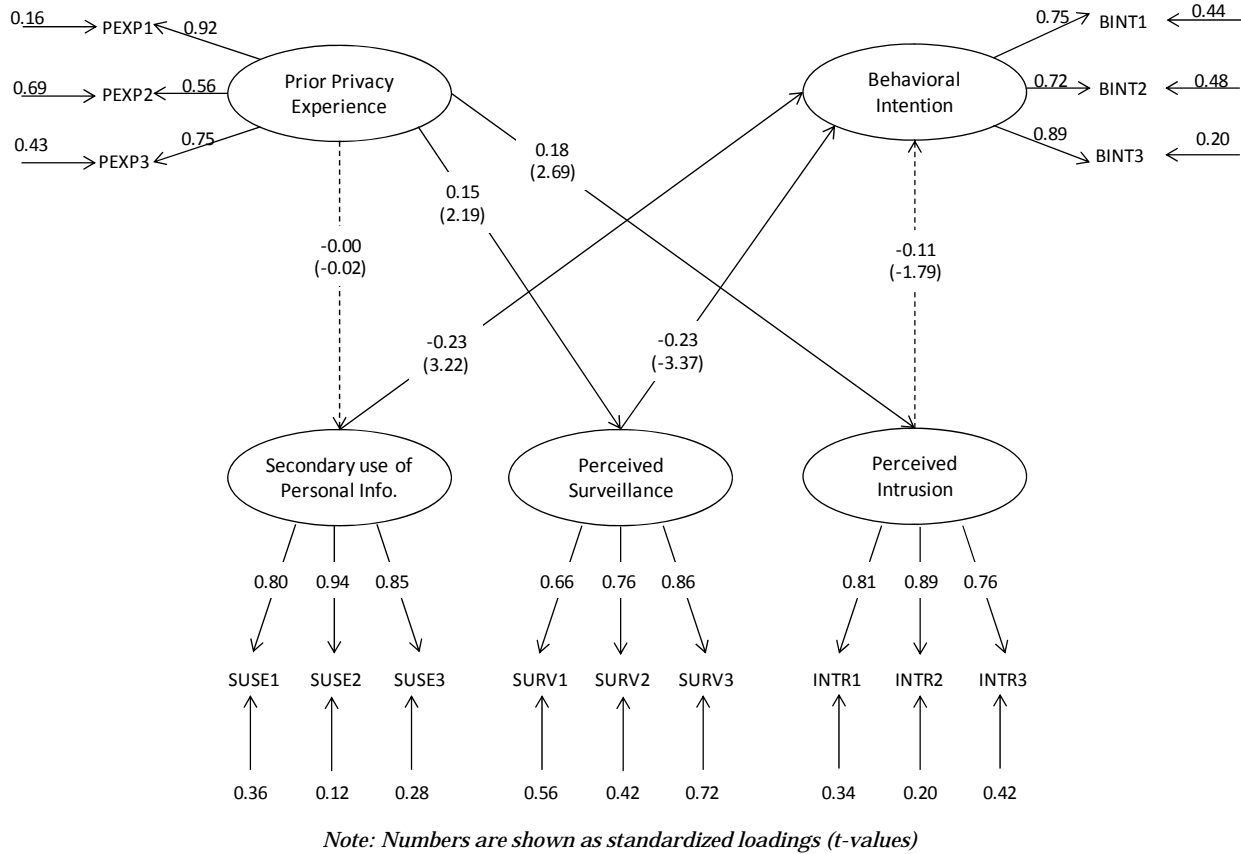 0.16
PEXP1
0.92
0.69
PEXP2
0.56
0.43
PEXP3
0.75
Prior Privacy
Experience
Behavioral
Intention
0.75
BINT1
0.44
0.72
BINT2
0.48
0.89
BINT3
0.20
0.18
(2.69)
0.15
(2.19)
-0.00
(-0.02)
-0.11
(-1.79)
-0.23
(3.22)
-0.23
(-3.37)
Secondary use of
Personal Info.
Perceived
Surveillance
Perceived
Intrusion
0.80 0.94 0.85
0.66 0.76 0.86
0.81 0.89 0.76
SUSE1 SUSE2 SUSE3
SURV1 SURV2 SURV3
INTR1 INTR2 INTR3
0.36 0.12 0.28
0.56 0.42 0.72
0.34 0.20 0.42
Note: Numbers are shown as standardized loadings (t-values)